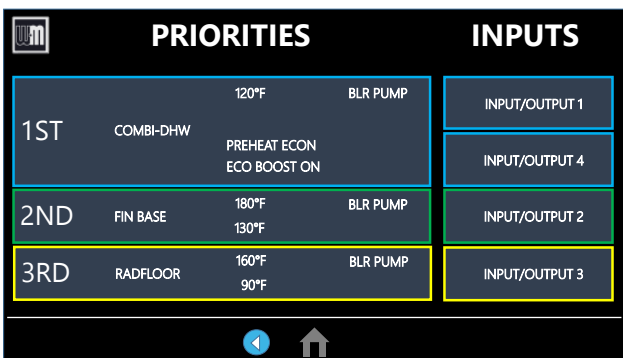 wm
PRIORITIES INPUTS
120°F BLR PUMP INPUT/OUTPUT 1
1ST COMBI-DHW
PREHEAT ECON
ECO BOOST ON INPUT/OUTPUT 4
2ND FIN BASE 180°F BLR PUMP INPUT/OUTPUT 2
130°F
3RD RADFLOOR 160°F BLR PUMP INPUT/OUTPUT 3
90°F